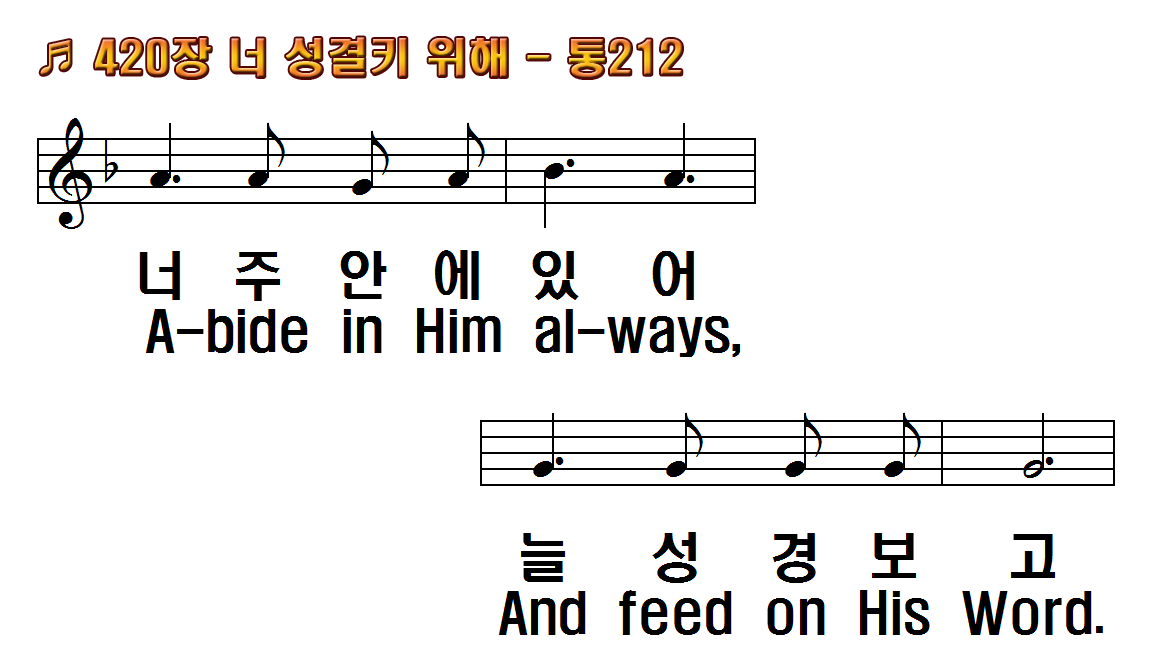 ♬ 420장 너 성결키 위해 - 통212
너 주 안 에 있 어
A-bide in Him al-ways,
늘 성 경 보 고
And feed on His Word.